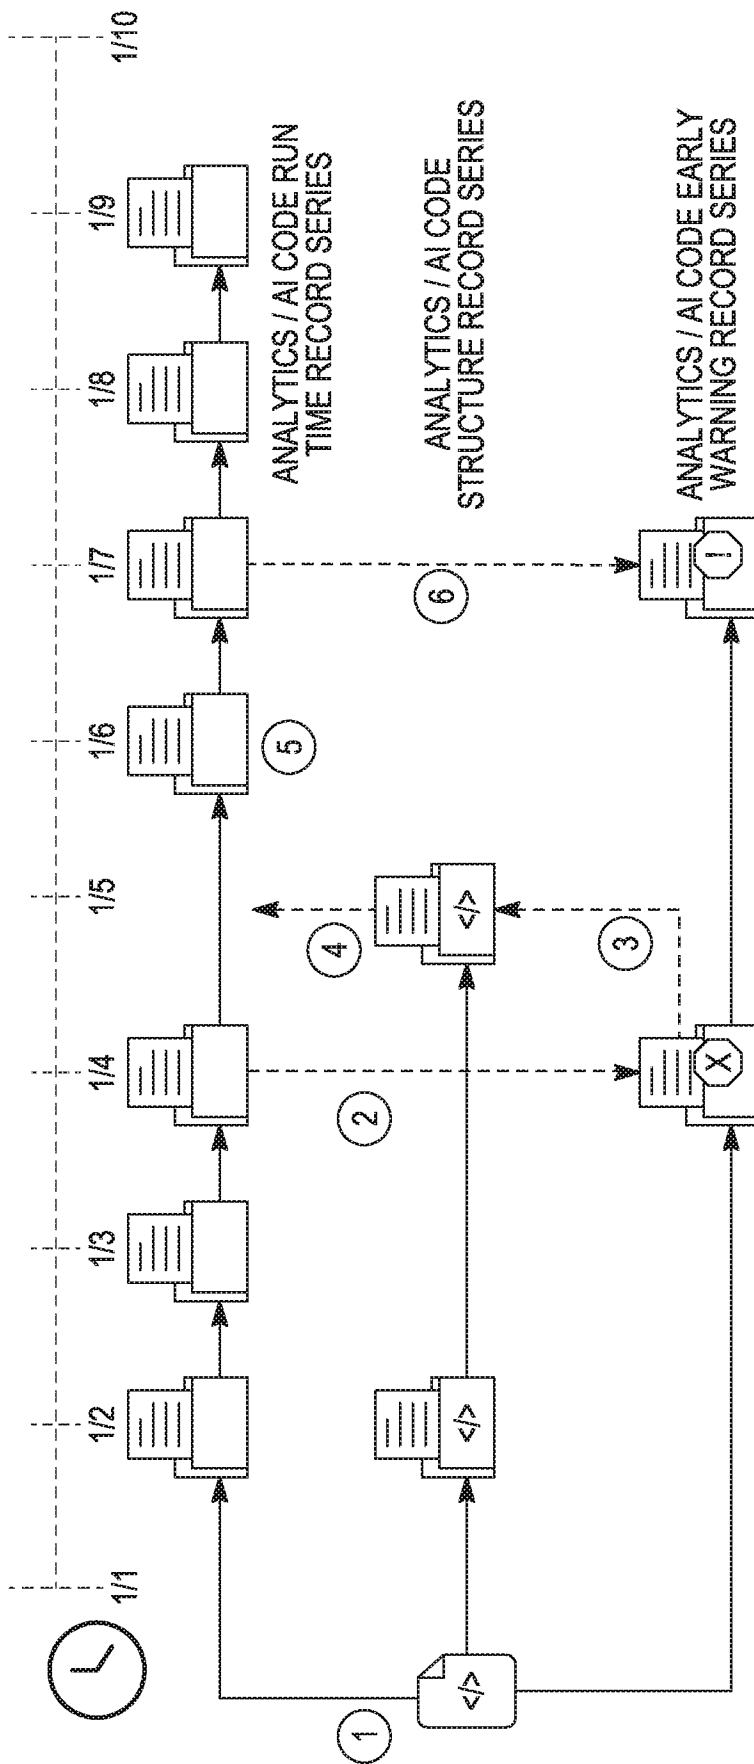 1/1
1/2
1/3
1/4
1/5
1/6
1/7
1/8
1/9
1/10
ANALYTICS / AI CODE RUN
TIME RECORD SERIES
5
1
2
4
6
ANALYTICS / AI CODE
STRUCTURE RECORD SERIES
</>
</>
</>
3
ANALYTICS / AI CODE EARLY
WARNING RECORD SERIES
X
!